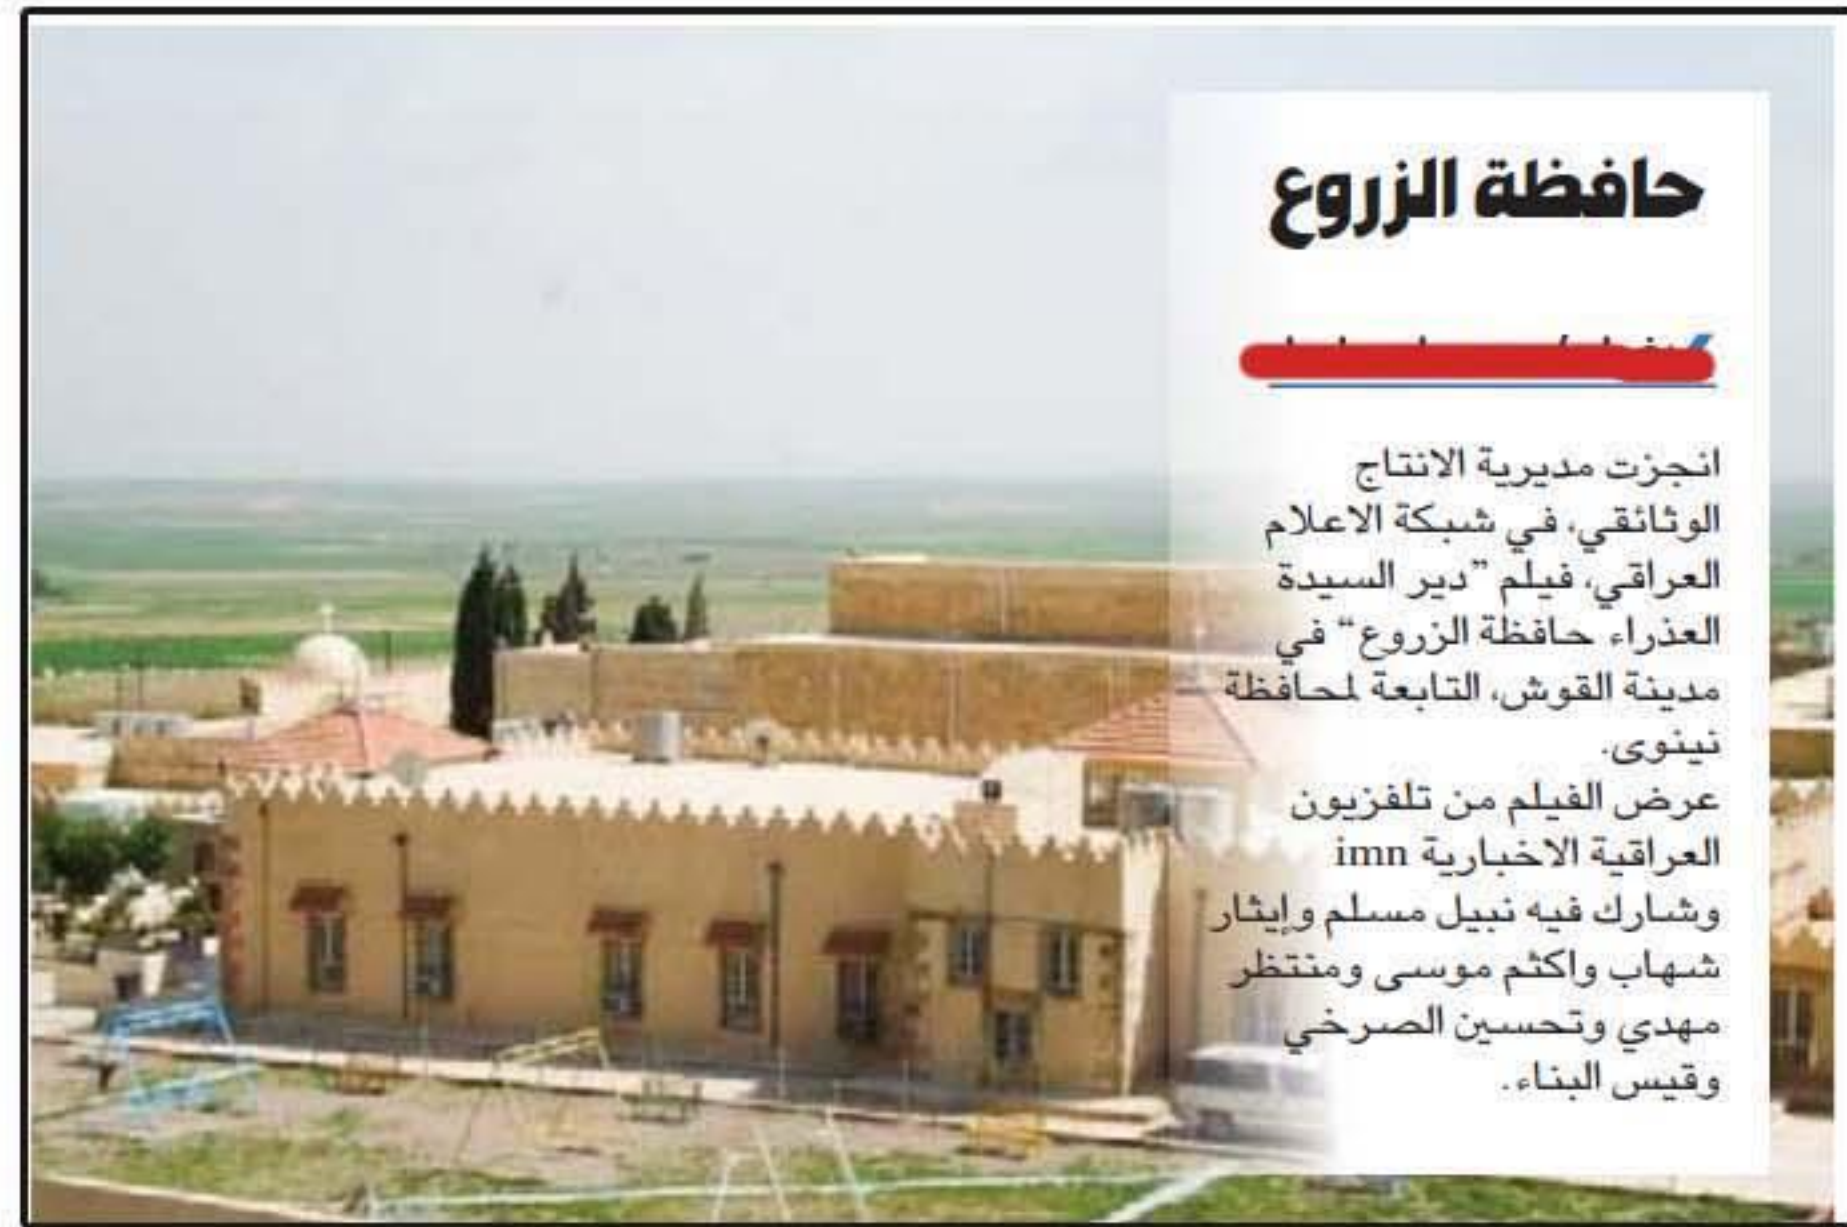 حافظة الزروع
انجزت مديرية الانتاج
الوثائقي، في شبكة الاعلام
العراقي، فيلم "دير السيدة
العذراء حافظة الزروع" في
مدينة القوش، التابعة لمحافظة
نينوى.
عرض الفيلم من تلفزيون
العراقية الاخبارية imn
وشارك فيه نبيل مسلم وإيثار
شهاب واكثم موسى ومنتظر
مهدي وتحسين الصرخي
وقيس البناء.